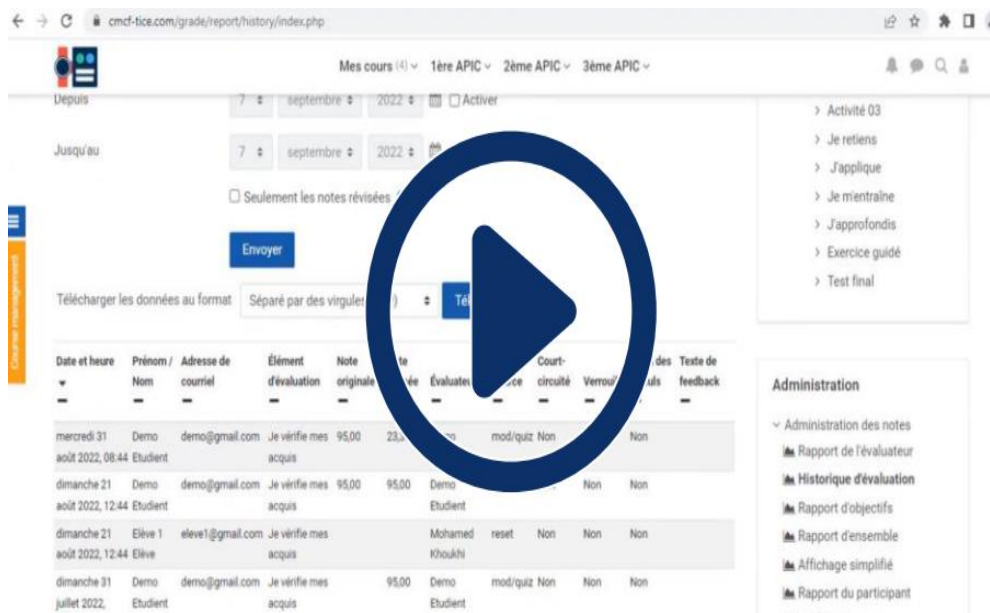 cmcf-tice.com/grade/report/history/index.php
Mes cours (4) 1ère APIC 2ème APIC 3ème APIC
Depuis 7 septembre 2022 Activer
Jusqu'au 7 septembre 2022
Seulement les notes révisées
Envoyer
Télécharger les données au format Séparé par des virgules
Course management
Date et heure Prénom / Adresse de Élément Note Court- des Texte de
Nom courriel d'évaluation originale circuité feedback
mercredi 31 Demo demo@gmail.com Je vérifie mes 95,00 mod/quiz Non Non
août 2022, 08:44 Etudient acquis
dimanche 21 Demo demo@gmail.com Je vérifie mes 95,00 95,00 Demo Non Non
août 2022, 12:44 Etudient acquis Etudient
dimanche 21 Elève 1 eleve1@gmail.com Je vérifie mes Mohamed reset Non Non Non
août 2022, 12:44 Elève acquis Khoukhi
dimanche 31 Demo demo@gmail.com Je vérifie mes 95,00 Demo mod/quiz Non Non Non
juillet 2022, Etudient acquis Etudient
Activité 03
Je retiens
J'applique
Je m'entraîne
J'approfondis
Exercice guidé
Test final
Administration
Administration des notes
Rapport de l'évaluateur
Historique d'évaluation
Rapport d'objectifs
Rapport d'ensemble
Affichage simplifié
Rapport du participant